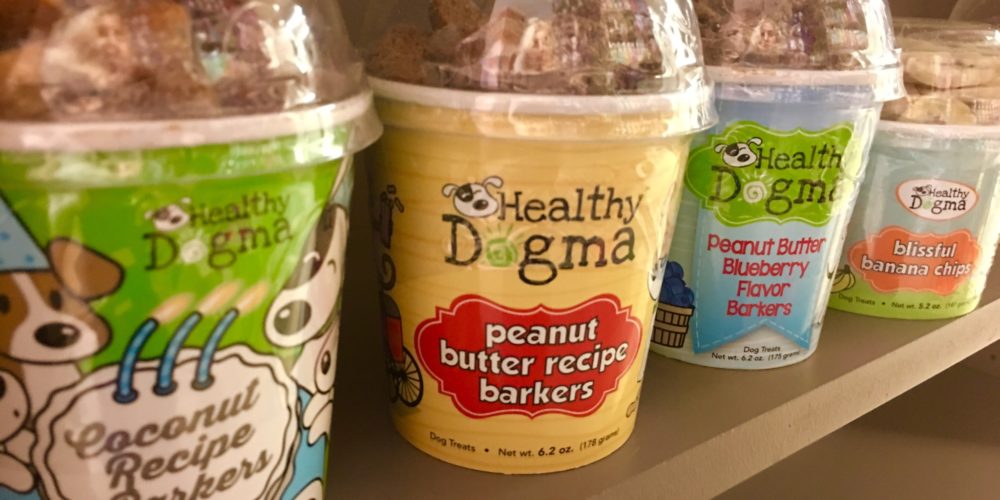 Healthy
Dogma
Coconut
Recipe
Barkers
Healthy
Dogma
peanut
butter recipe
barkers
Dog Treats • Net wt. 6.2 oz. (178 grams)
Healthy
Dogma
Peanut Butter
Blueberry
Flavor
Barkers
Dog Treats
Net wt. 6.2 oz. (175 grams)
Healthy
Dogma
blissful
banana chips
Dog Treats • Net wt. 5.2 oz.